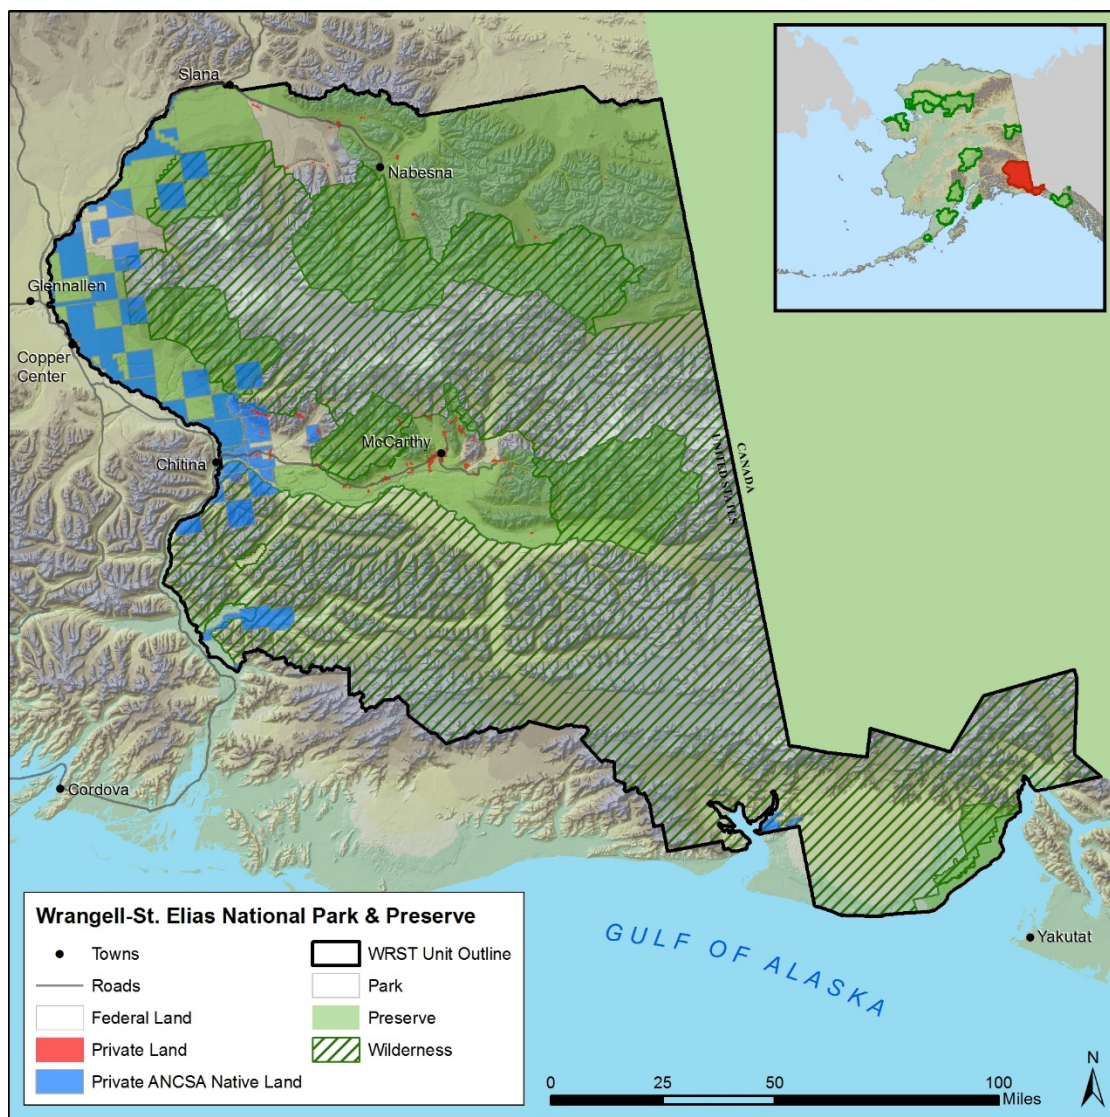 Slana
Nabesna
Glennallen
Copper
Center
McCarthy
Chitina
CANADA
UNITED STATES
Cordova
Yakutat
GULF OF ALASKA
Wrangell-St. Elias National Park & Preserve
Towns
Roads
Federal Land
Private Land
Private ANCSA Native Land
WRST Unit Outline
Park
Preserve
Wilderness
0 25 50 100
Miles
N